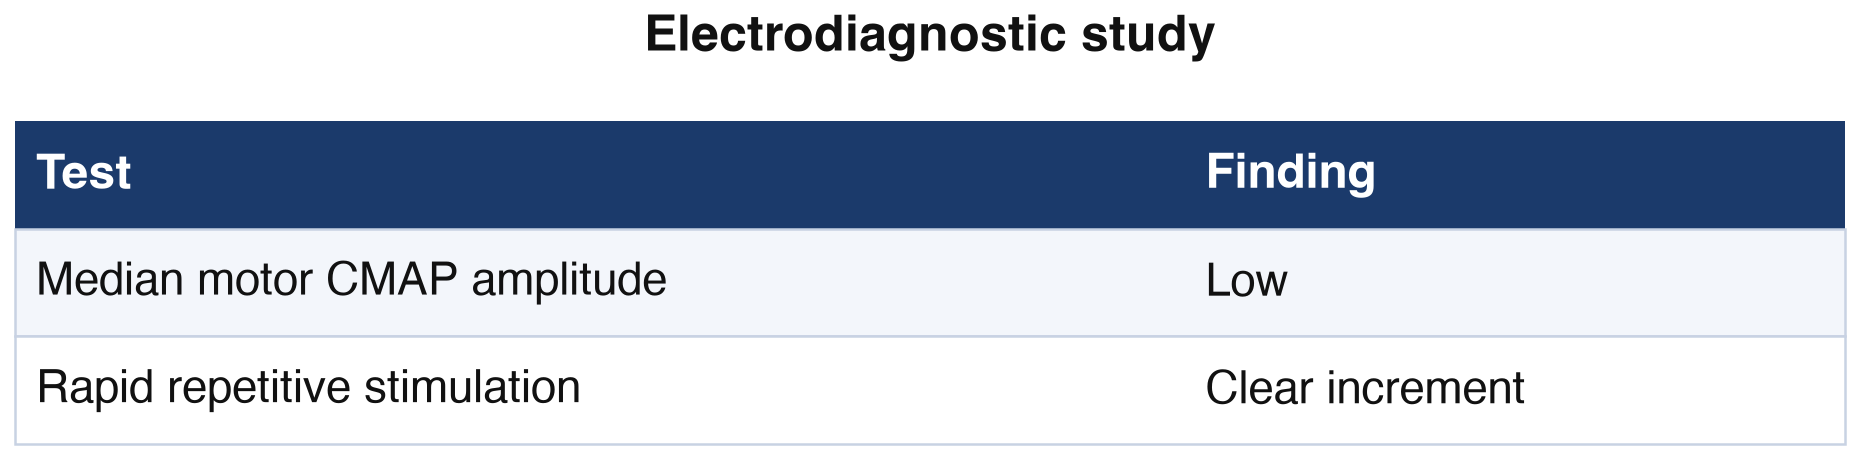 Electrodiagnostic study
Test Finding
Median motor CMAP amplitude Low
Rapid repetitive stimulation Clear increment